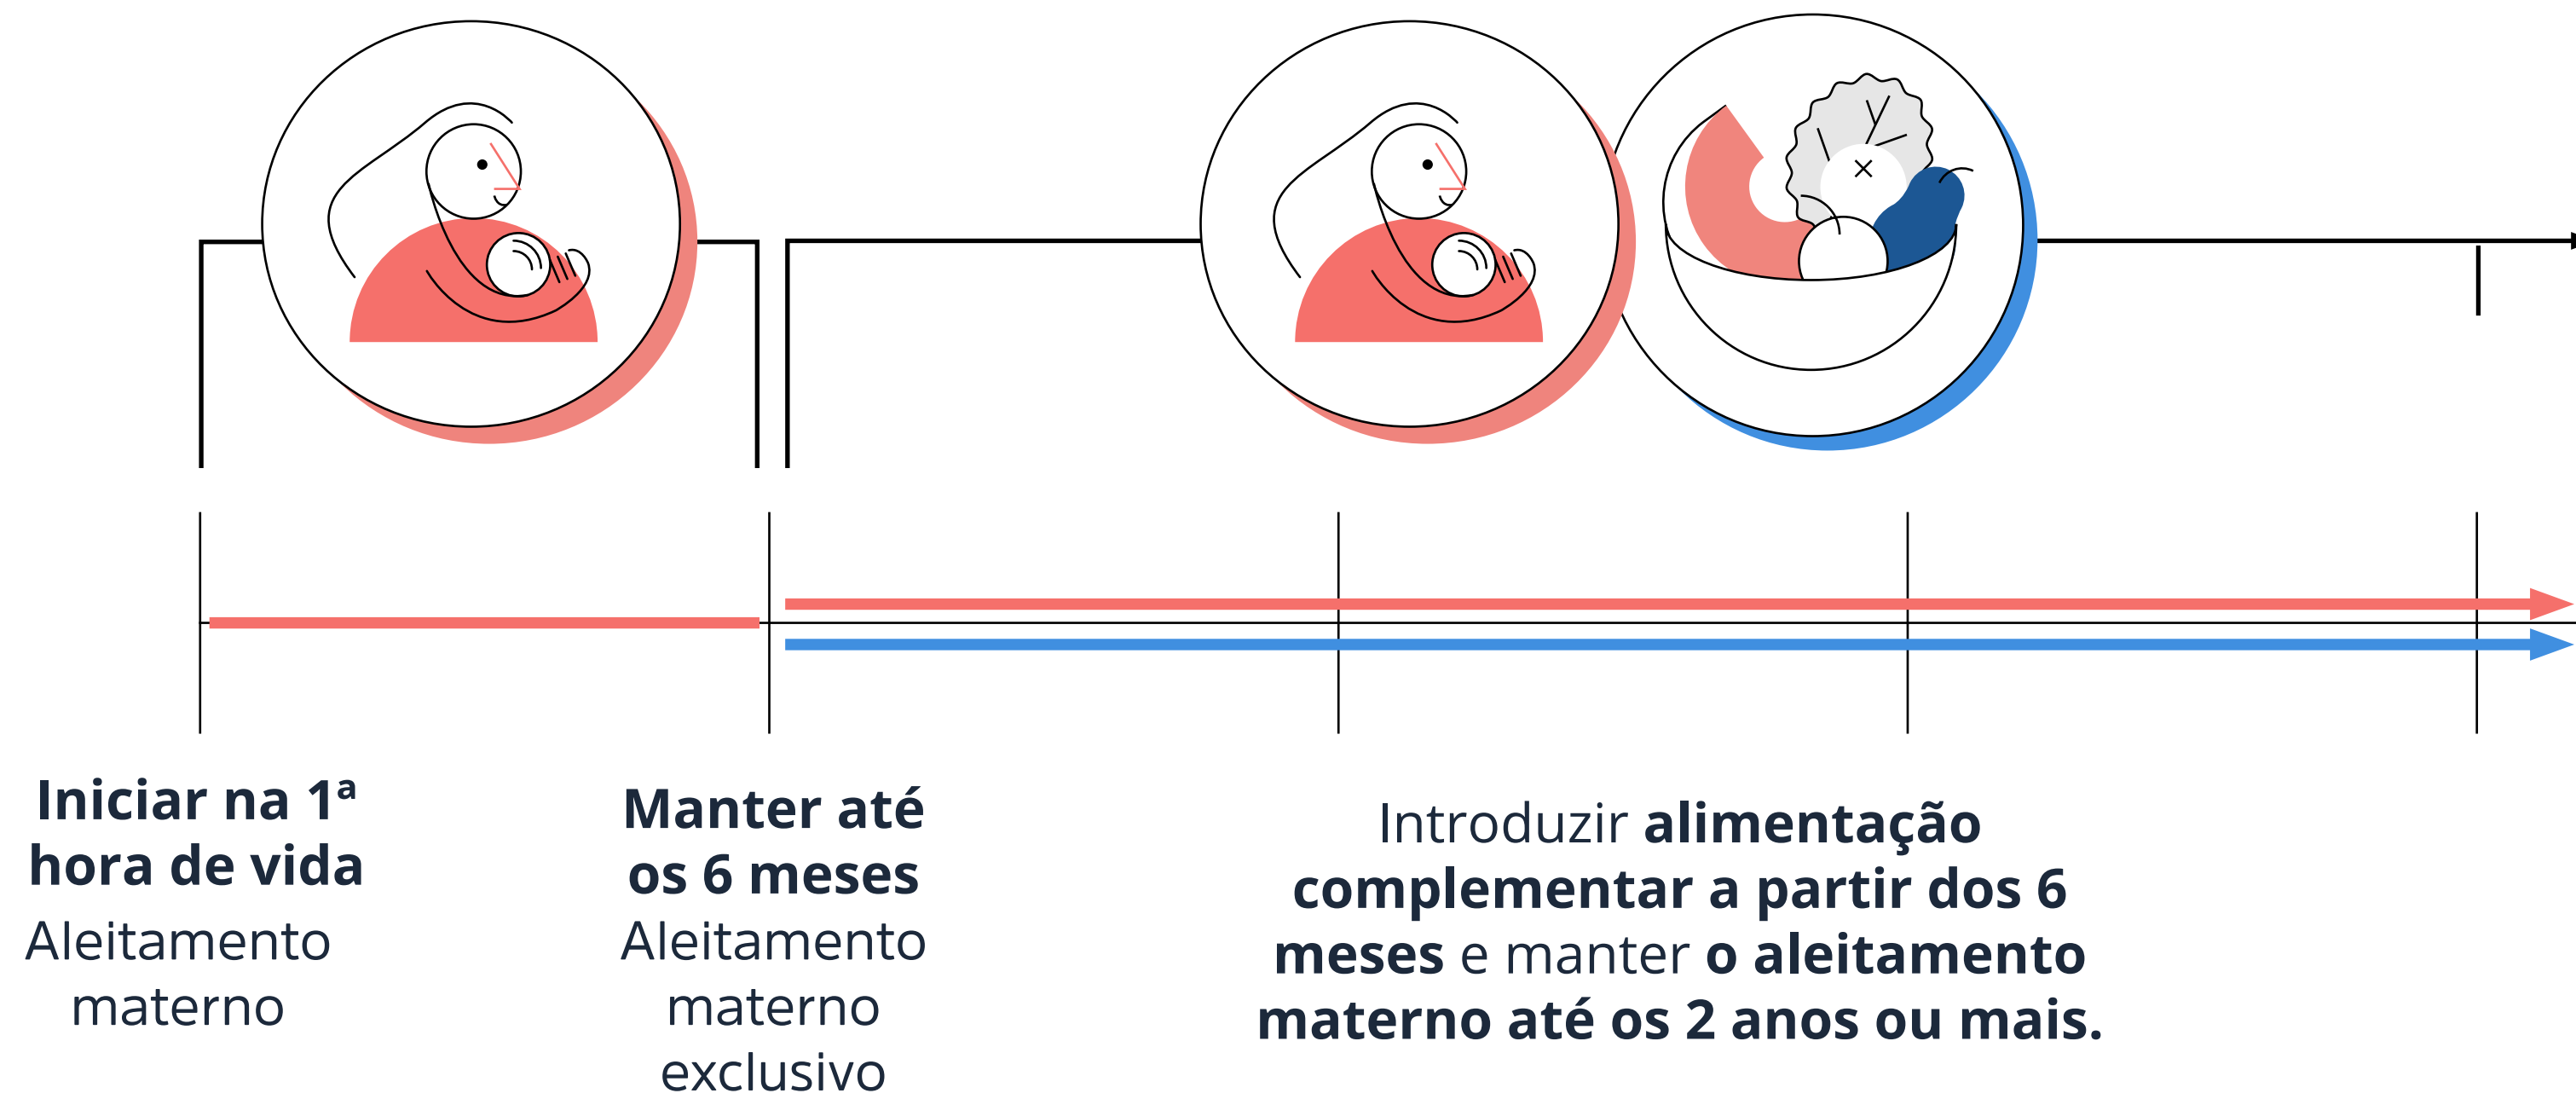 Iniciar na 1ª
hora de vida
Aleitamento
materno
Manter até
os 6 meses
Aleitamento
materno
exclusivo
Introduzir alimentação
complementar a partir dos 6
meses e manter o aleitamento
materno até os 2 anos ou mais.